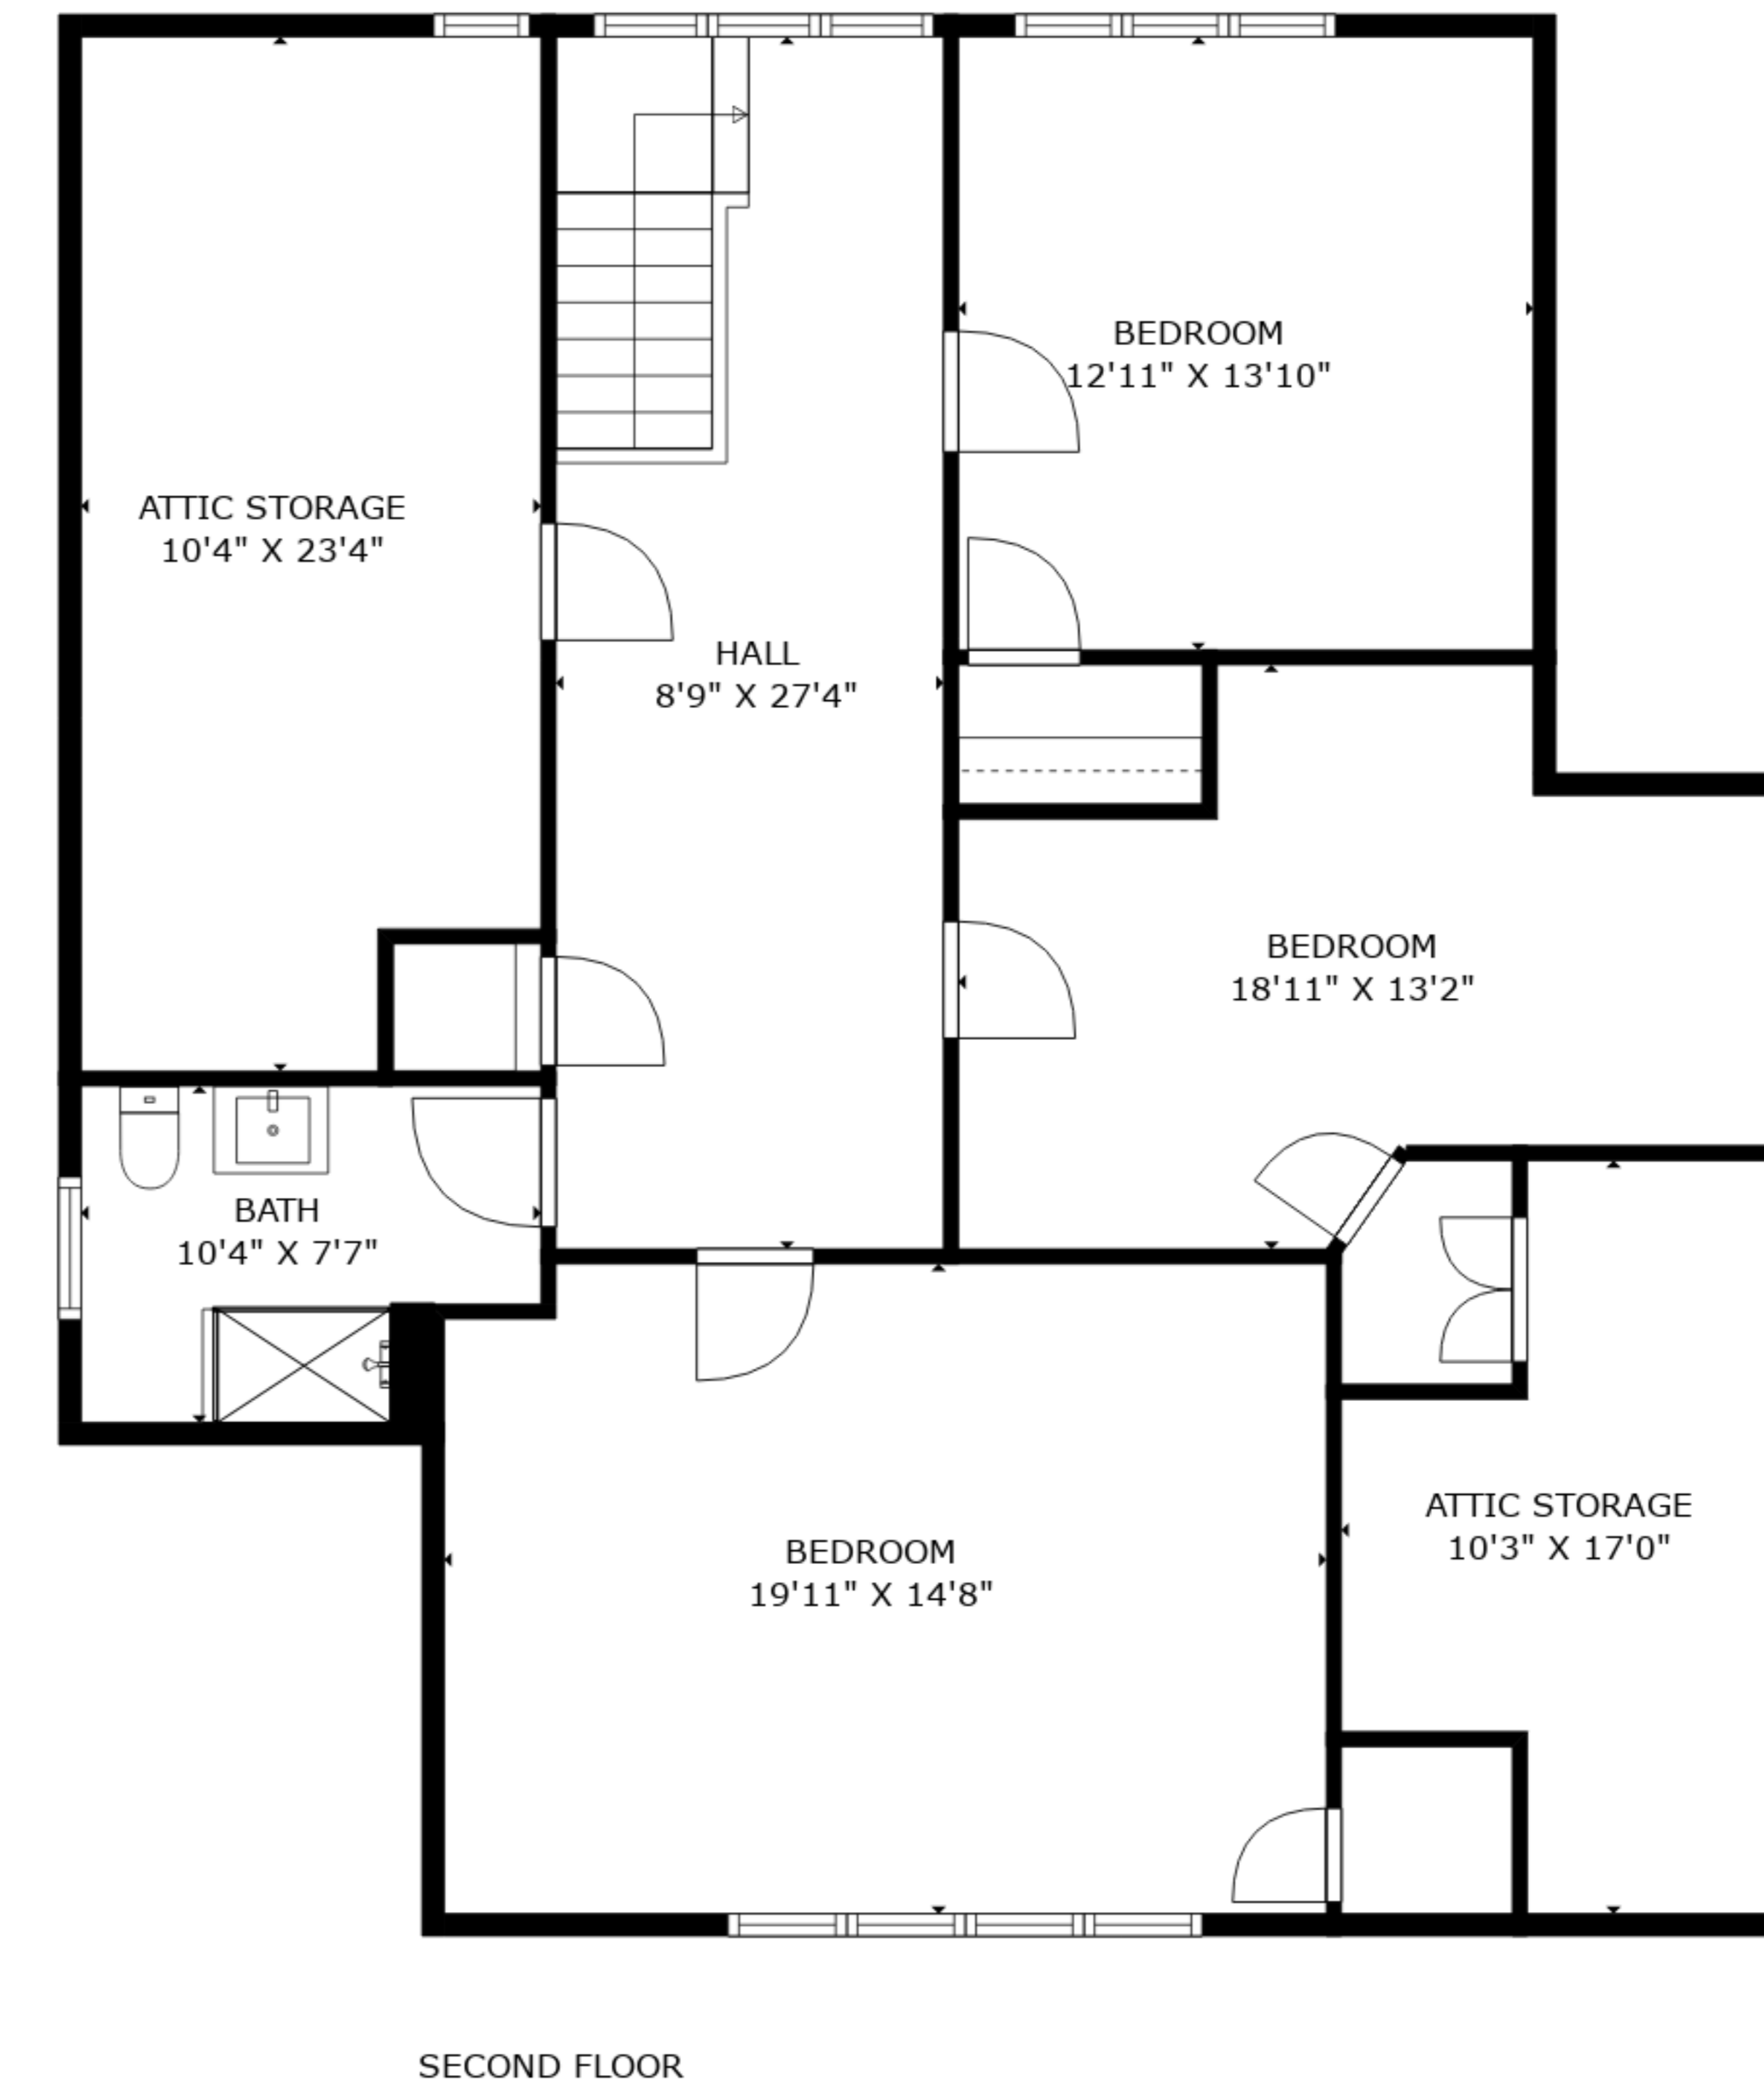 BEDROOM
12'11" X 13'10"
ATTIC STORAGE
10'4" X 23'4"
HALL
8'9" X 27'4"
BEDROOM
18'11" X 13'2"
BATH
10'4" X 7'7"
ATTIC STORAGE
10'3" X 17'0"
BEDROOM
19'11" X 14'8"
SECOND FLOOR